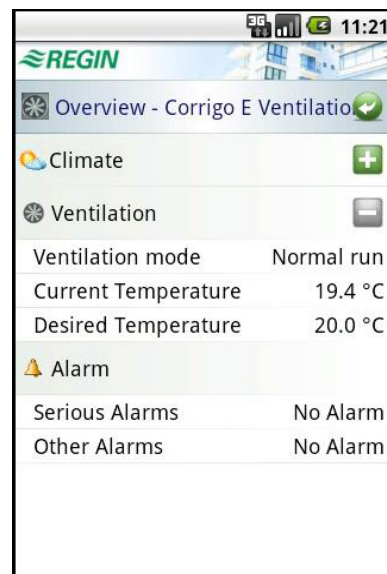 3G 11:21
REGIN
Overview - Corrigo E Ventilatio
Climate
Ventilation
Ventilation mode Normal run
Current Temperature 19.4 °C
Desired Temperature 20.0 °C
Alarm
Serious Alarms No Alarm
Other Alarms No Alarm